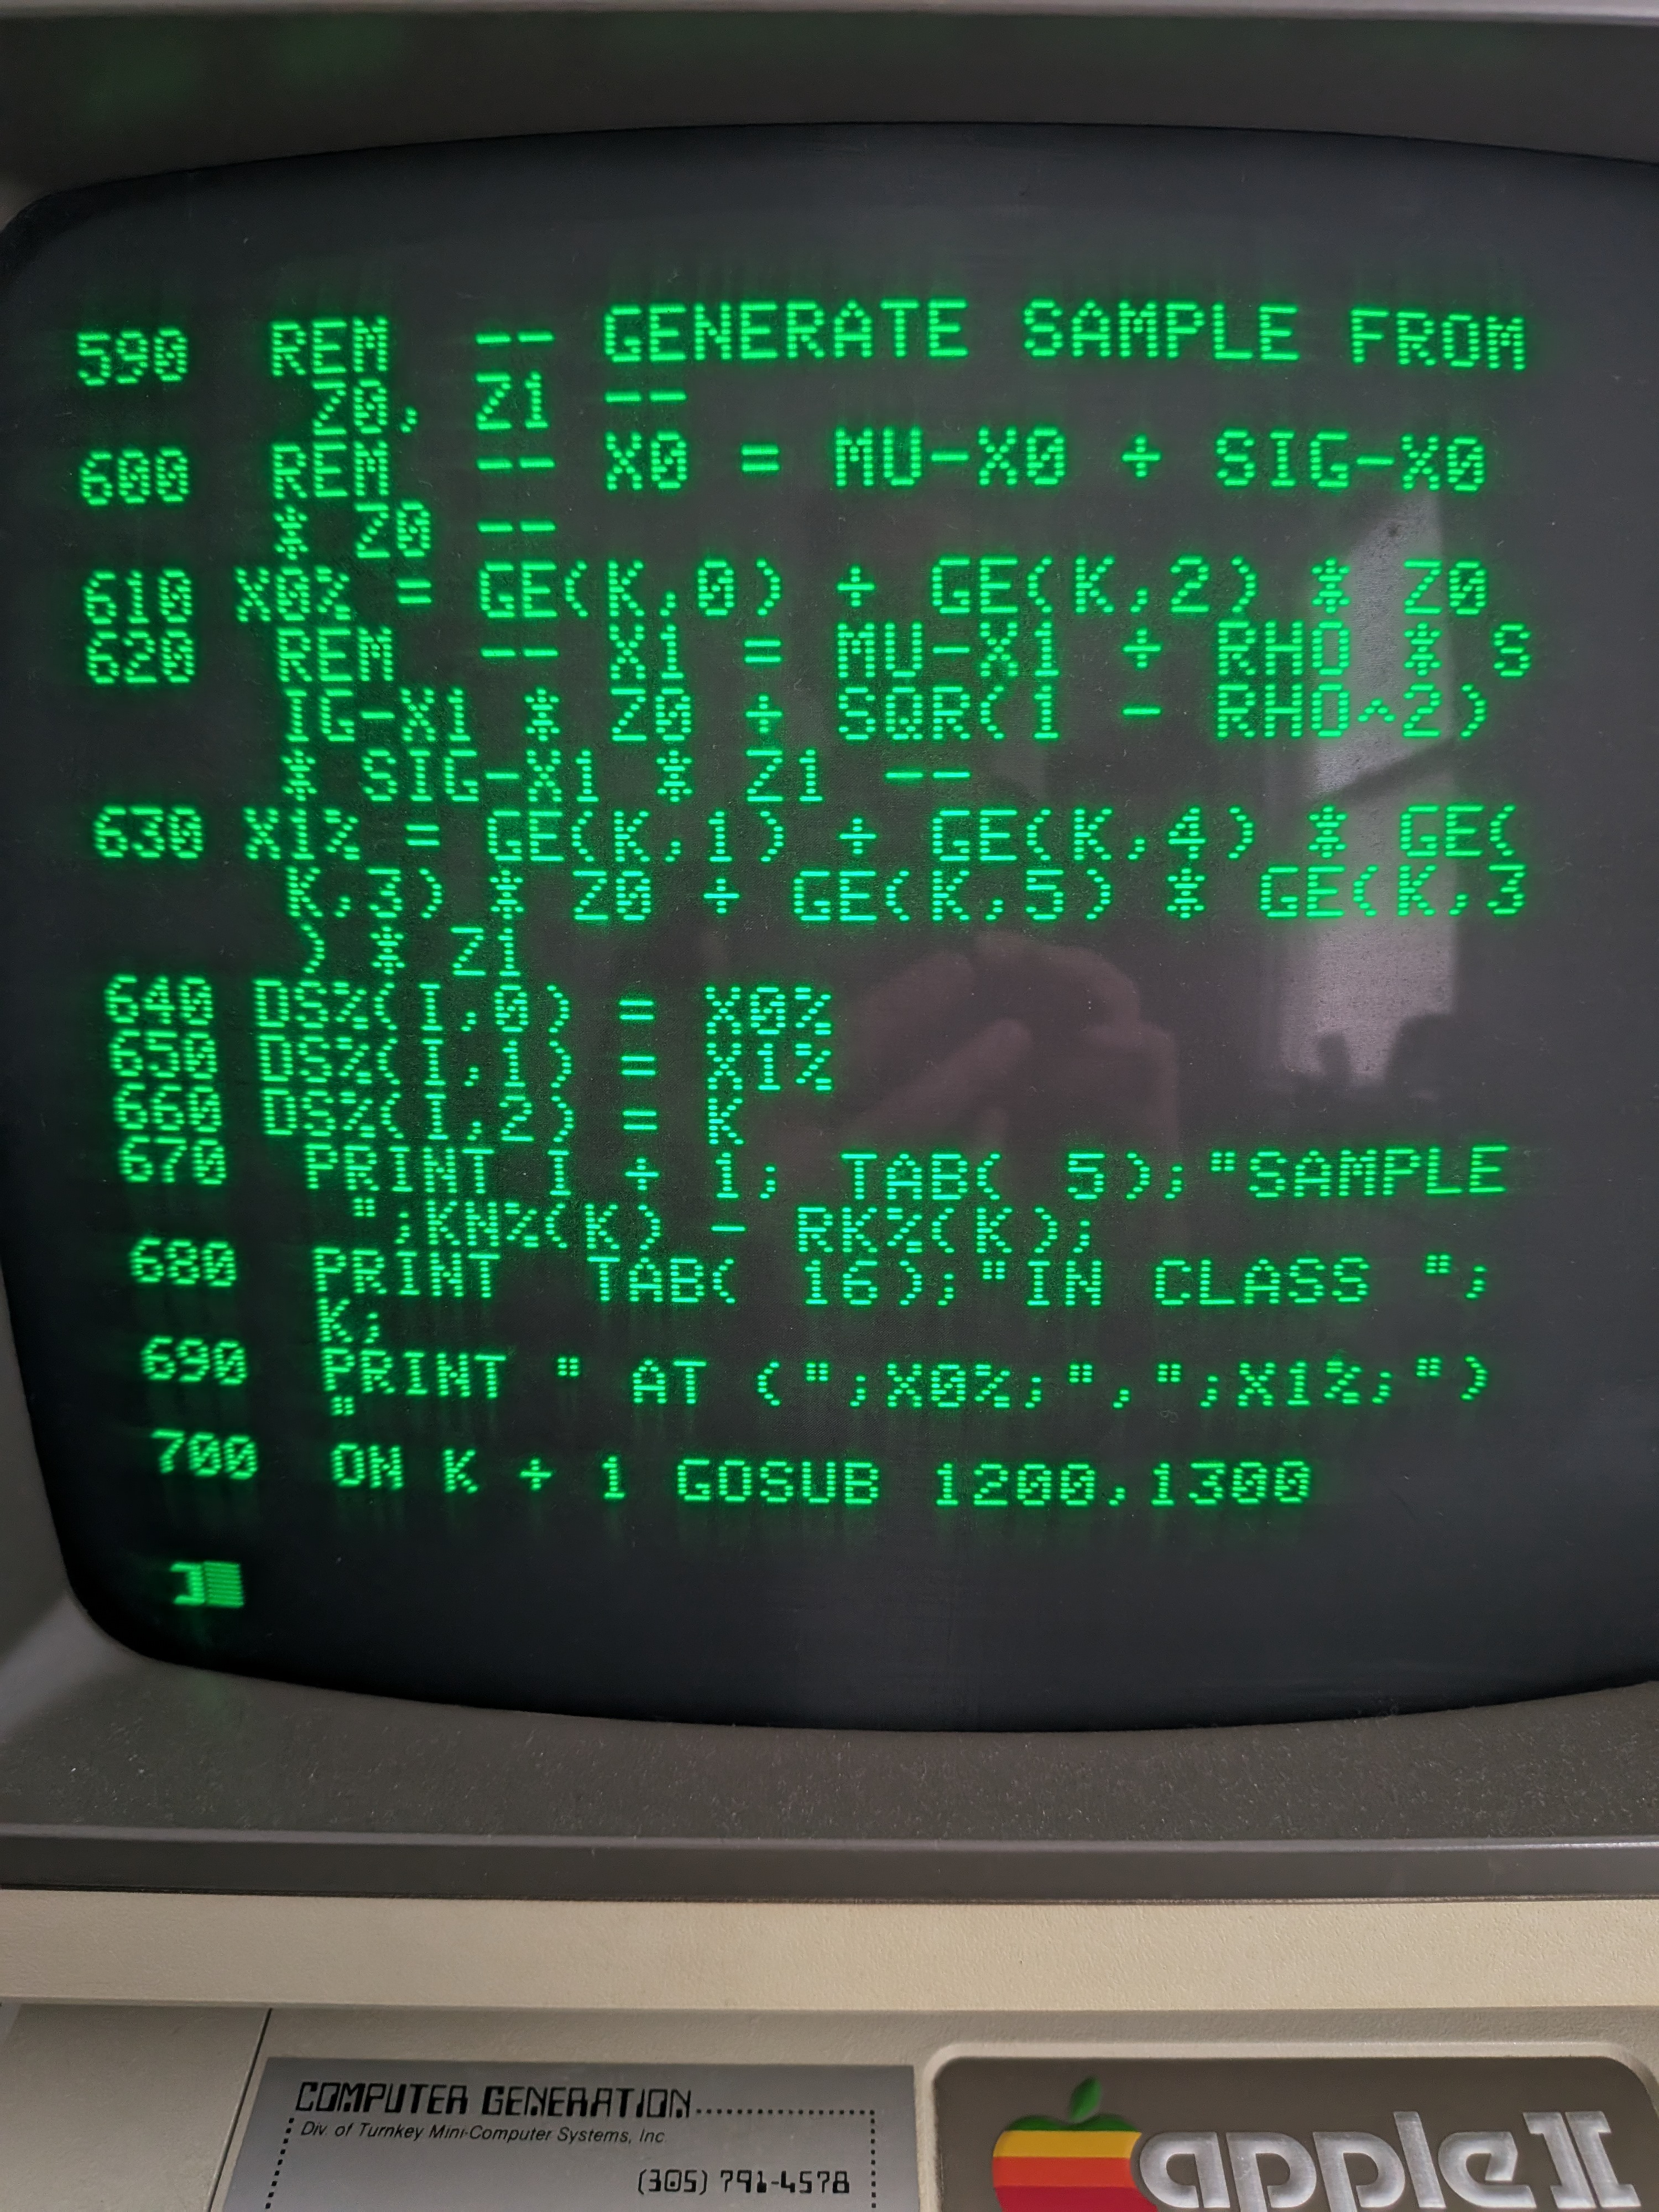 590 REM -- GENERATE SAMPLE FROM
Z0, Z1 --
600 REM -- X0 = MU-X0 + SIG-X0
* Z0 --
610 X0% = GE(K,0) + GE(K,2) * Z0
620 REM -- X1 = MU-X1 + RHO * S
IG-X1 * Z0 + SQR(1 - RHO^2)
* SIG-X1 * Z1 --
630 X1% = GE(K,1) + GE(K,4) * GE(
K,3) * Z0 + GE(K,5) * GE(K,3
) * Z1
640 DS%(I,0) = X0%
650 DS%(I,1) = X1%
660 DS%(I,2) = K
670 PRINT I + 1; TAB( 5);"SAMPLE
";KN%(K) - RK%(K);
680 PRINT TAB( 16);"IN CLASS ";
K;
690 PRINT " AT (";X0%;",";X1%;")
"
700 ON K + 1 GOSUB 1200,1300
]
COMPUTER GENERATION
Div. of Turnkey Mini-Computer Systems, Inc.
(305) 791-4578
apple II